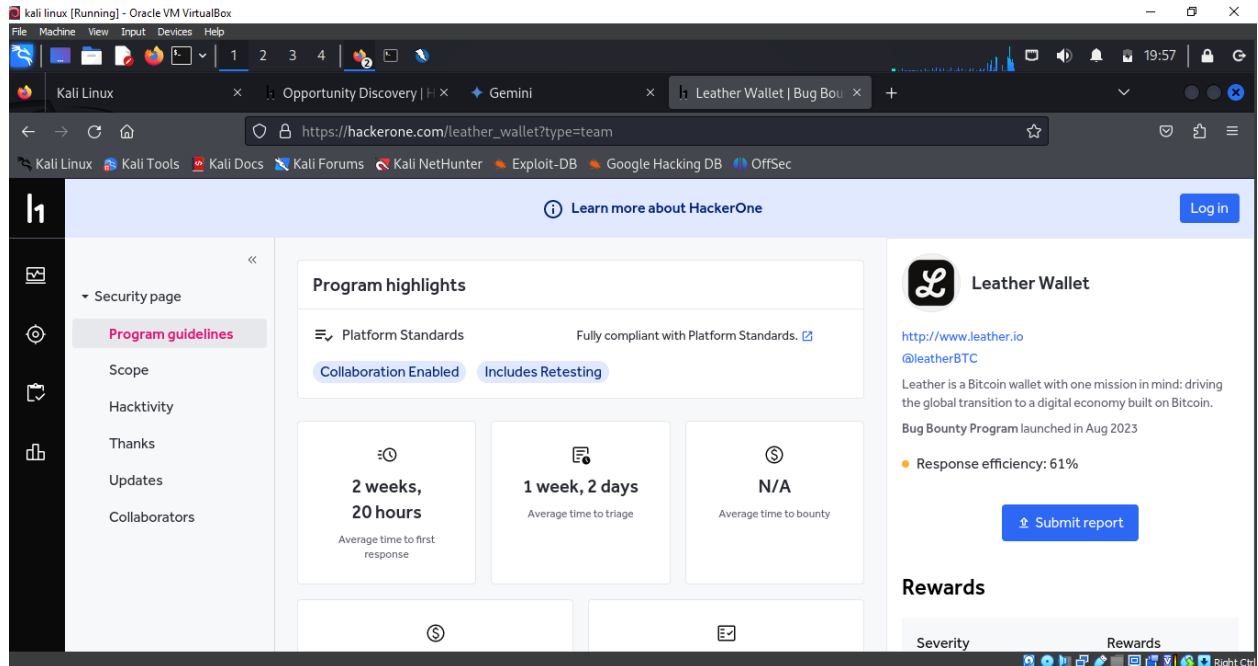 kali linux [Running] - Oracle VM VirtualBox
File Machine View Input Devices Help
1 2 3 4
19:57
Kali Linux
Opportunity Discovery | H
Gemini
Leather Wallet | Bug Bou
https://hackerone.com/leather_wallet?type=team
Kali Linux Kali Tools Kali Docs Kali Forums Kali NetHunter Exploit-DB Google Hacking DB OffSec
Learn more about HackerOne
Log in
Security page
Program guidelines
Scope
Hacktivity
Thanks
Updates
Collaborators
Program highlights
Platform Standards
Fully compliant with Platform Standards.
Collaboration Enabled
Includes Retesting
2 weeks,
20 hours
Average time to first
response
1 week, 2 days
Average time to triage
N/A
Average time to bounty
Leather Wallet
http://www.leather.io
@leatherBTC
Leather is a Bitcoin wallet with one mission in mind: driving
the global transition to a digital economy built on Bitcoin.
Bug Bounty Program launched in Aug 2023
Response efficiency: 61%
Submit report
Rewards
Severity Rewards
Right Ctrl